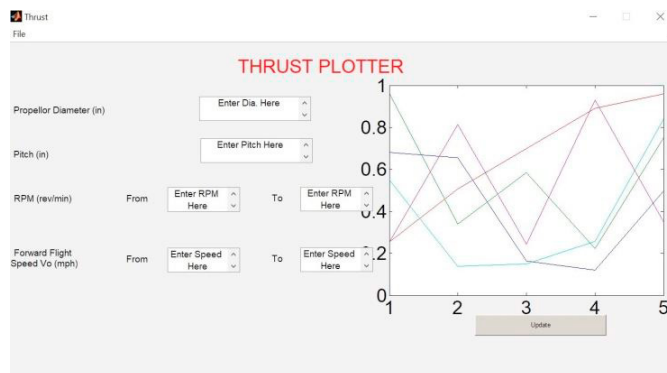 Thrust
File
THRUST PLOTTER
Propellor Diameter (in)
Enter Dia. Here
Pitch (in)
Enter Pitch Here
RPM (rev/min)
From
Enter RPM
Here
To
Enter RPM
Here
Forward Flight
Speed Vo (mph)
From
Enter Speed
Here
To
Enter Speed
Here
1
0.8
0.6
0.4
0.2
0
1 2 3 4 5
Update